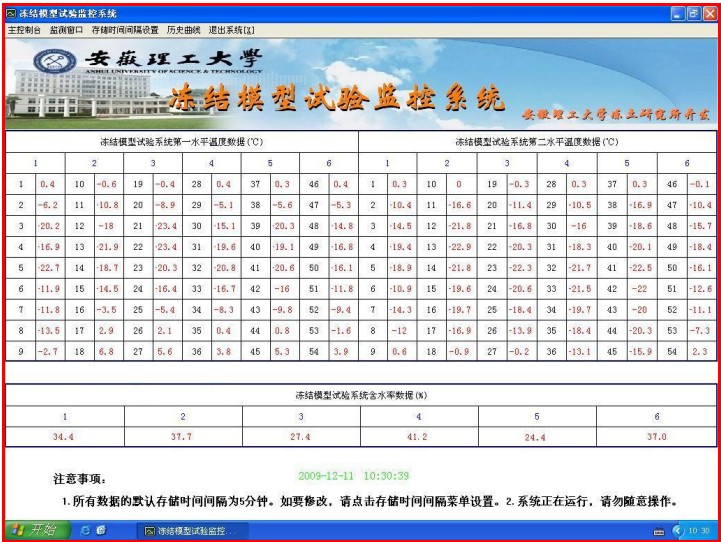 冻结模型试验监控系统
主控制台 监测窗口 存储时间间隔设置 历史曲线 退出系统[X]
安徽理工大学
ANHUI UNIVERSITY OF SCIENCE & TECHNOLOGY
冻结模型试验监控系统
安徽理工大学冻土研究所开发
冻结模型试验系统第一水平温度数据(℃) 冻结模型试验系统第二水平温度数据(℃)
1 2 3 4 5 6 1 2 3 4 5 6
1 0.4 10 -0.6 19 -0.4 28 0.4 37 0.3 46 0.4 1 0.3 10 0 19 -0.3 28 0.3 37 0.3 46 -0.1
2 -6.2 11 -10.8 20 -8.9 29 -5.1 38 -5.6 47 -5.3 2 -10.4 11 -16.6 20 -11.4 29 -10.5 38 -16.9 47 -10.4
3 -20.2 12 -18 21 -23.4 30 -15.1 39 -20.3 48 -14.8 3 -14.5 12 -21.8 21 -16.8 30 -16 39 -18.6 48 -15.7
4 -16.9 13 -21.9 22 -23.4 31 -19.6 40 -19.1 49 -16.8 4 -19.4 13 -22.9 22 -20.3 31 -18.3 40 -20.1 49 -18.4
5 -22.7 14 -18.7 23 -20.3 32 -20.8 41 -20.6 50 -16.1 5 -18.9 14 -21.8 23 -22.3 32 -21.7 41 -22.5 50 -16.1
6 -11.9 15 -14.5 24 -16.4 33 -16.7 42 -16 51 -11.8 6 -10.9 15 -19.6 24 -20.6 33 -21.5 42 -22 51 -12.6
7 -11.8 16 -3.5 25 -5.4 34 -8.3 43 -9.8 52 -9.4 7 -14.3 16 -19.7 25 -18.4 34 -19.7 43 -20 52 -11.1
8 -13.5 17 2.9 26 2.1 35 0.4 44 0.8 53 -1.6 8 -12 17 -16.9 26 -13.9 35 -18.4 44 -20.3 53 -7.3
9 -2.7 18 6.8 27 5.6 36 3.8 45 5.3 54 3.9 9 0.6 18 -0.9 27 -0.2 36 -13.1 45 -15.9 54 2.3
冻结模型试验系统含水率数据(%)
1 2 3 4 5 6
34.4 37.7 27.4 41.2 24.4 37.0
注意事项: 2009-12-11 10:30:39
1.所有数据的默认存储时间间隔为5分钟。如要修改，请点击存储时间间隔菜单设置。2.系统正在运行，请勿随意操作。
开始 冻结模型试验监控... 10:30